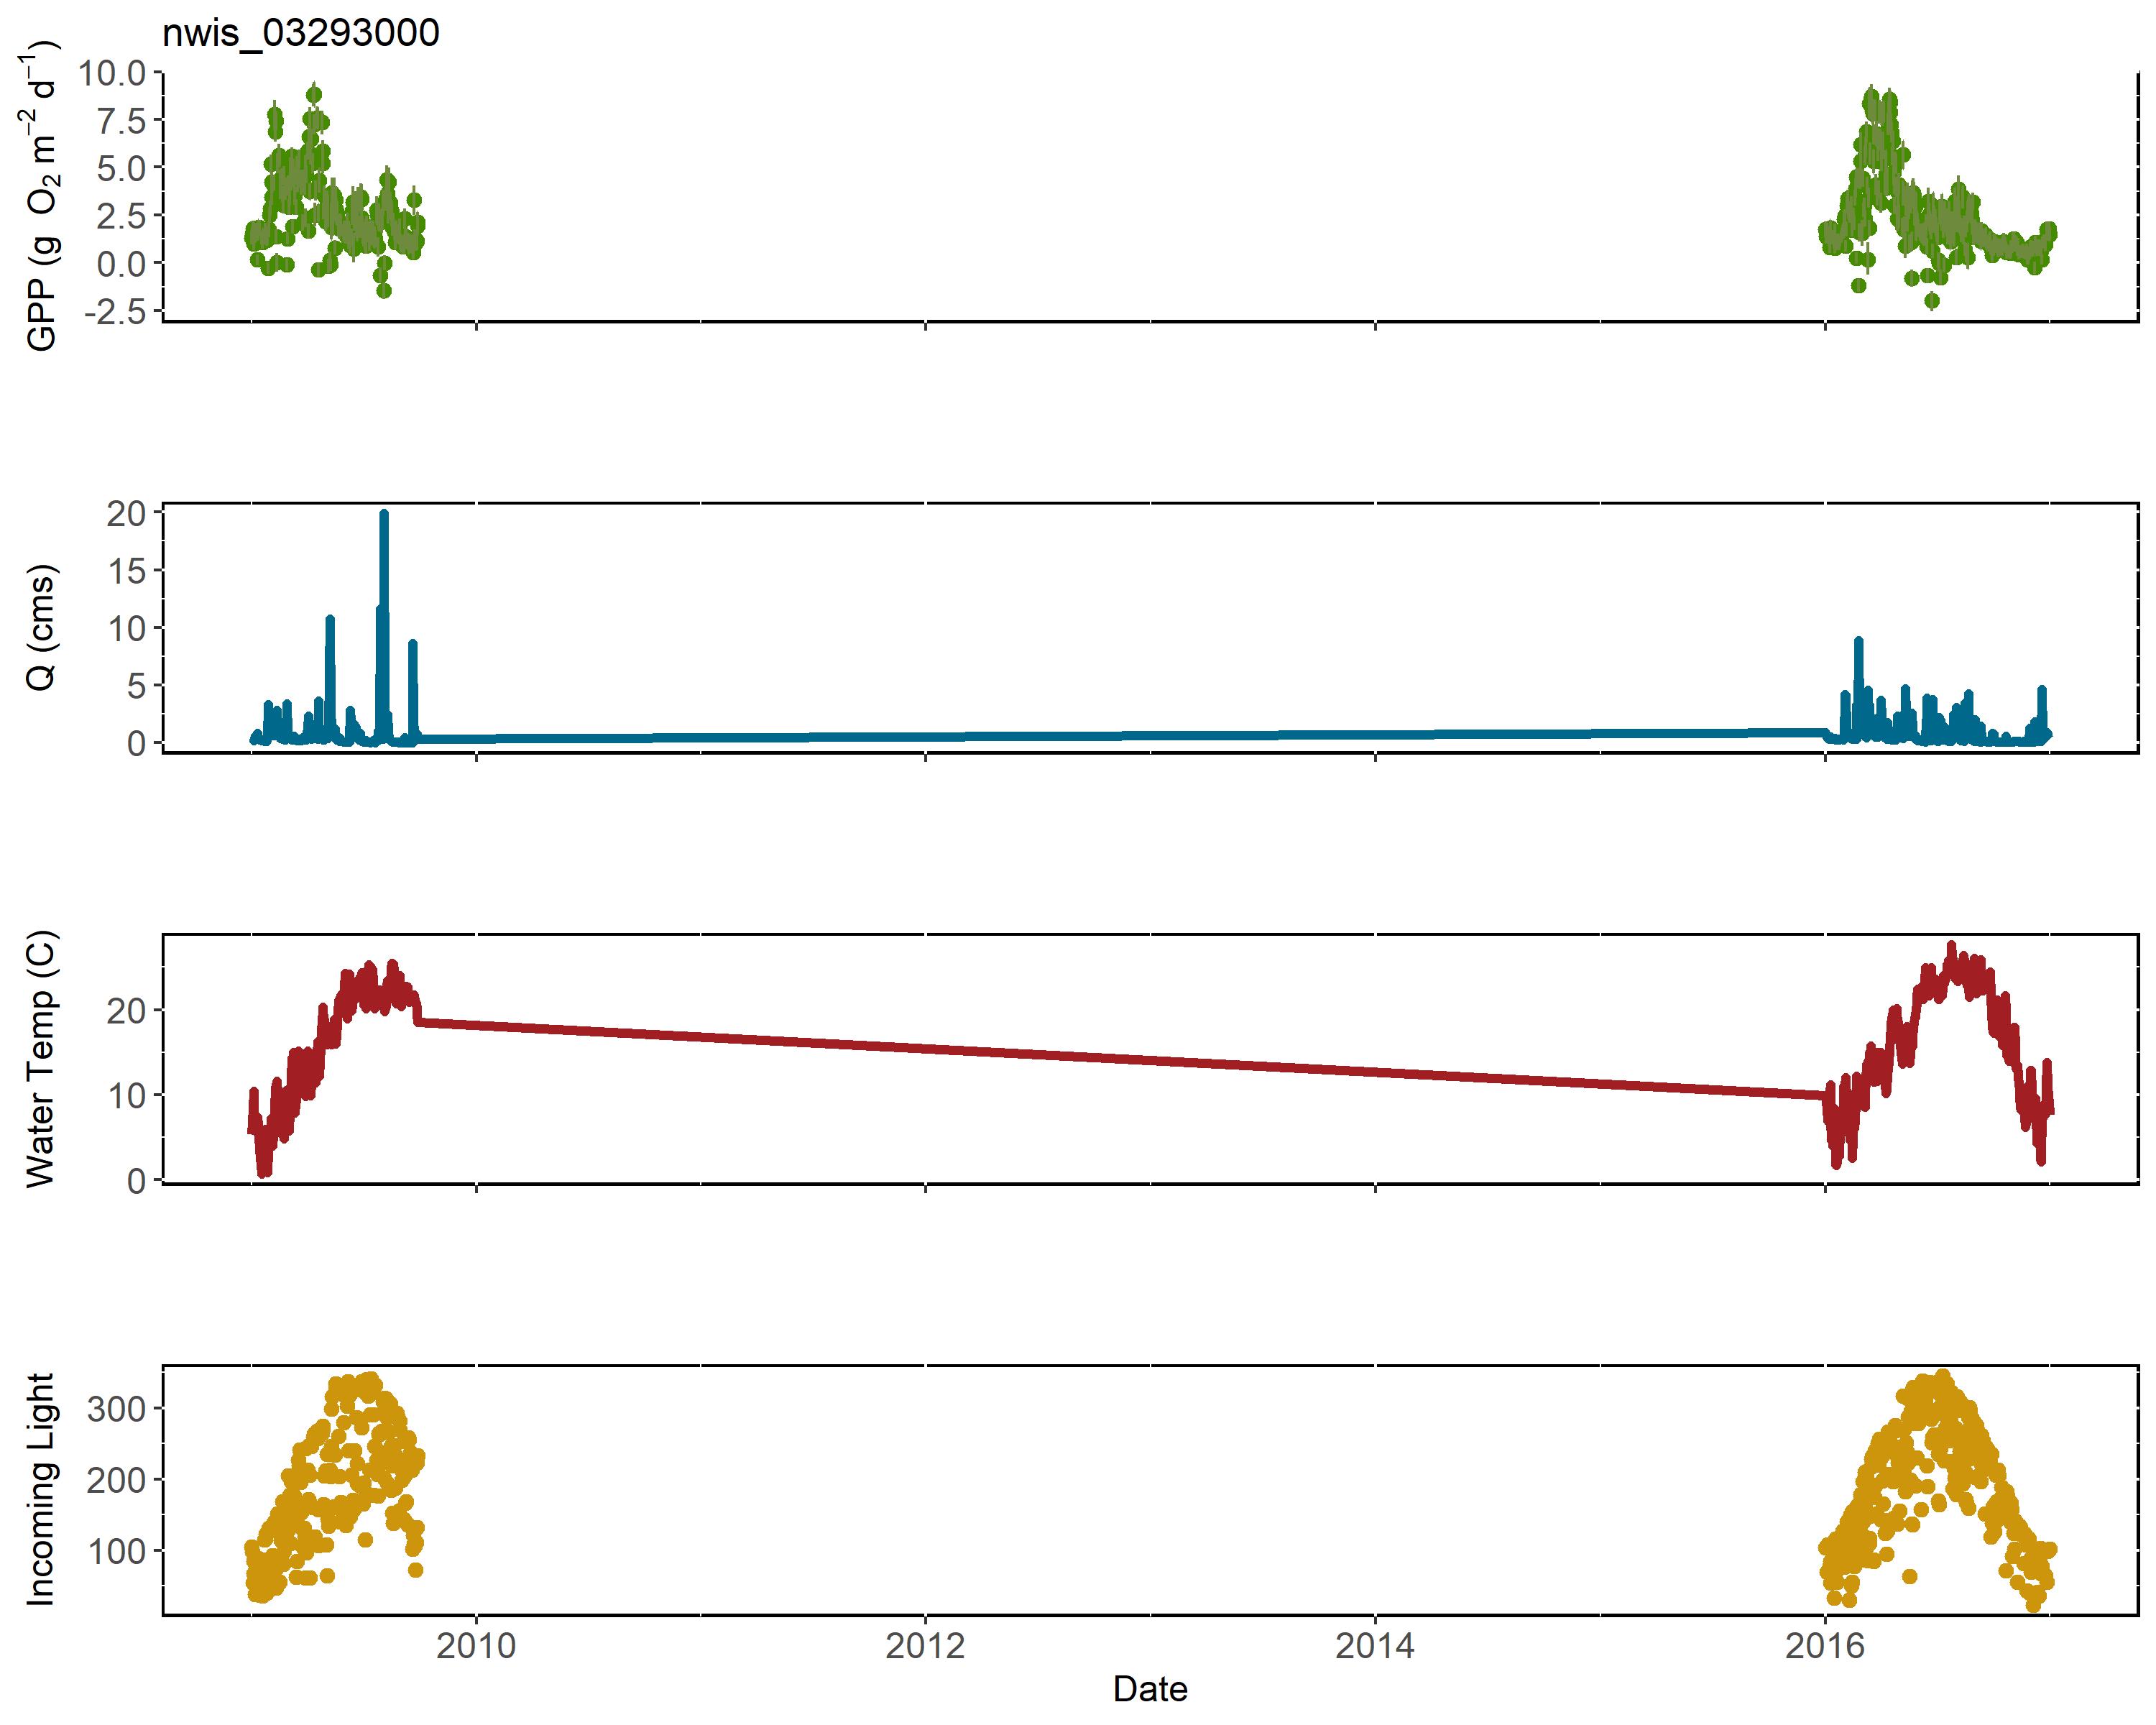 nwis_03293000
GPP (g O₂ m⁻² d⁻¹)
10.0
7.5
5.0
2.5
0.0
-2.5
Q (cms)
20
15
10
5
0
Water Temp (C)
20
10
0
Incoming Light
300
200
100
2010 2012 2014 2016
Date